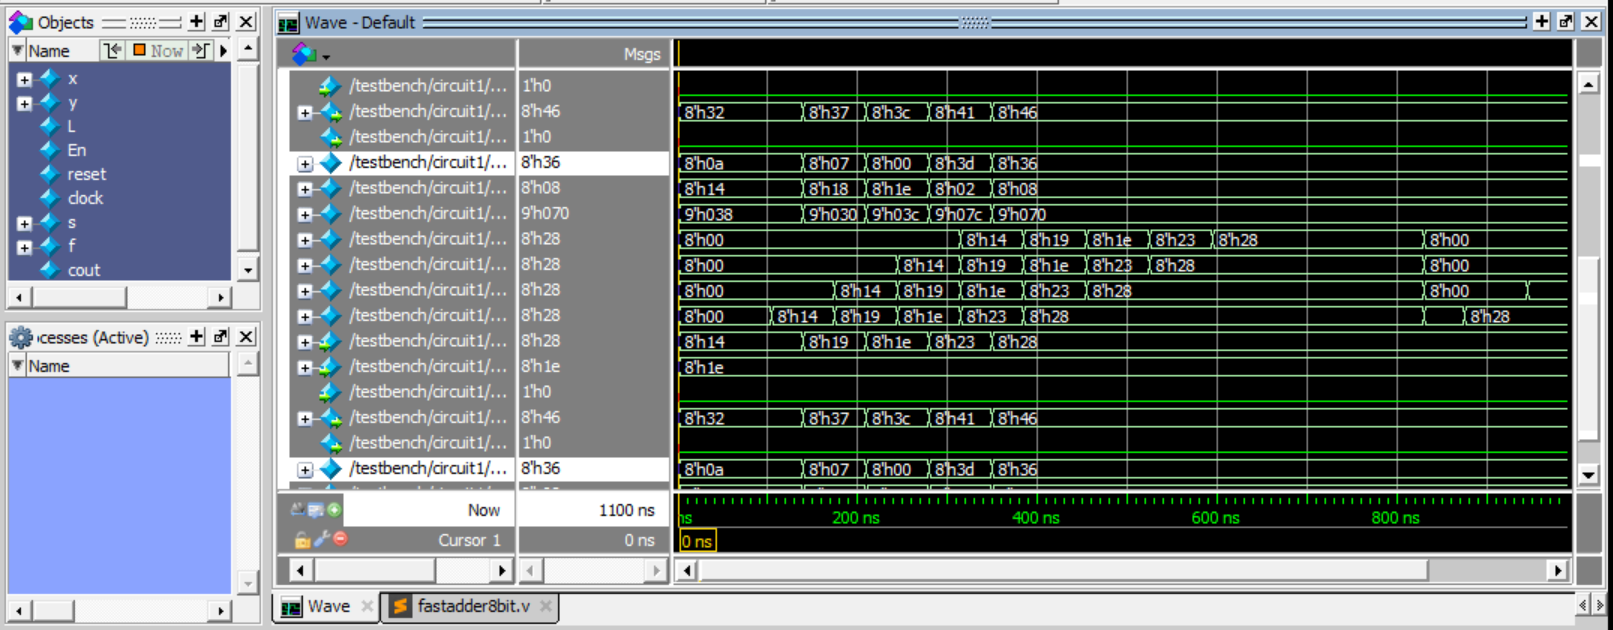 Objects
Wave - Default
Name
Now
Msgs
x
y
L
En
reset
clock
s
f
cout
/testbench/circuit1/... 1'h0
/testbench/circuit1/... 8'h46 8'h32 8'h37 8'h3c 8'h41 8'h46
/testbench/circuit1/... 1'h0
/testbench/circuit1/... 8'h36 8'h0a 8'h07 8'h00 8'h3d 8'h36
/testbench/circuit1/... 8'h08 8'h14 8'h18 8'h1e 8'h02 8'h08
/testbench/circuit1/... 9'h070 9'h038 9'h030 9'h03c 9'h07c 9'h070
/testbench/circuit1/... 8'h28 8'h00 8'h14 8'h19 8'h1e 8'h23 8'h28 8'h00
/testbench/circuit1/... 8'h28 8'h00 8'h14 8'h19 8'h1e 8'h23 8'h28 8'h00
/testbench/circuit1/... 8'h28 8'h00 8'h14 8'h19 8'h1e 8'h23 8'h28 8'h00
/testbench/circuit1/... 8'h28 8'h00 8'h14 8'h19 8'h1e 8'h23 8'h28 8'h28
/testbench/circuit1/... 8'h28 8'h14 8'h19 8'h1e 8'h23 8'h28
/testbench/circuit1/... 8'h1e 8'h1e
/testbench/circuit1/... 1'h0
/testbench/circuit1/... 8'h46 8'h32 8'h37 8'h3c 8'h41 8'h46
/testbench/circuit1/... 1'h0
/testbench/circuit1/... 8'h36 8'h0a 8'h07 8'h00 8'h3d 8'h36
cesses (Active)
Name
Now 1100 ns
ns 200 ns 400 ns 600 ns 800 ns
Cursor 1 0 ns 0 ns
Wave
fastadder8bit.v